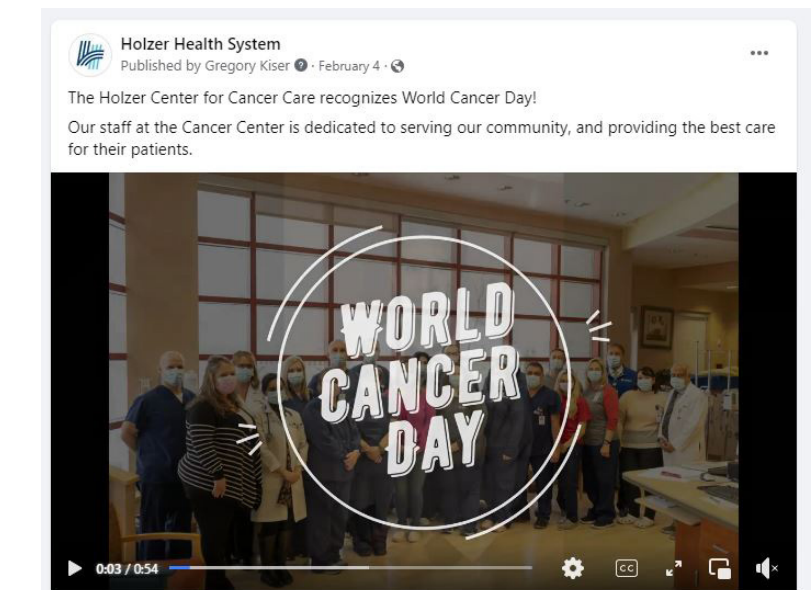 Holzer Health System
Published by Gregory Kiser · February 4 ·
The Holzer Center for Cancer Care recognizes World Cancer Day!
Our staff at the Cancer Center is dedicated to serving our community, and providing the best care
for their patients.
WORLD
CANCER
DAY
0:03 / 0:54
CC